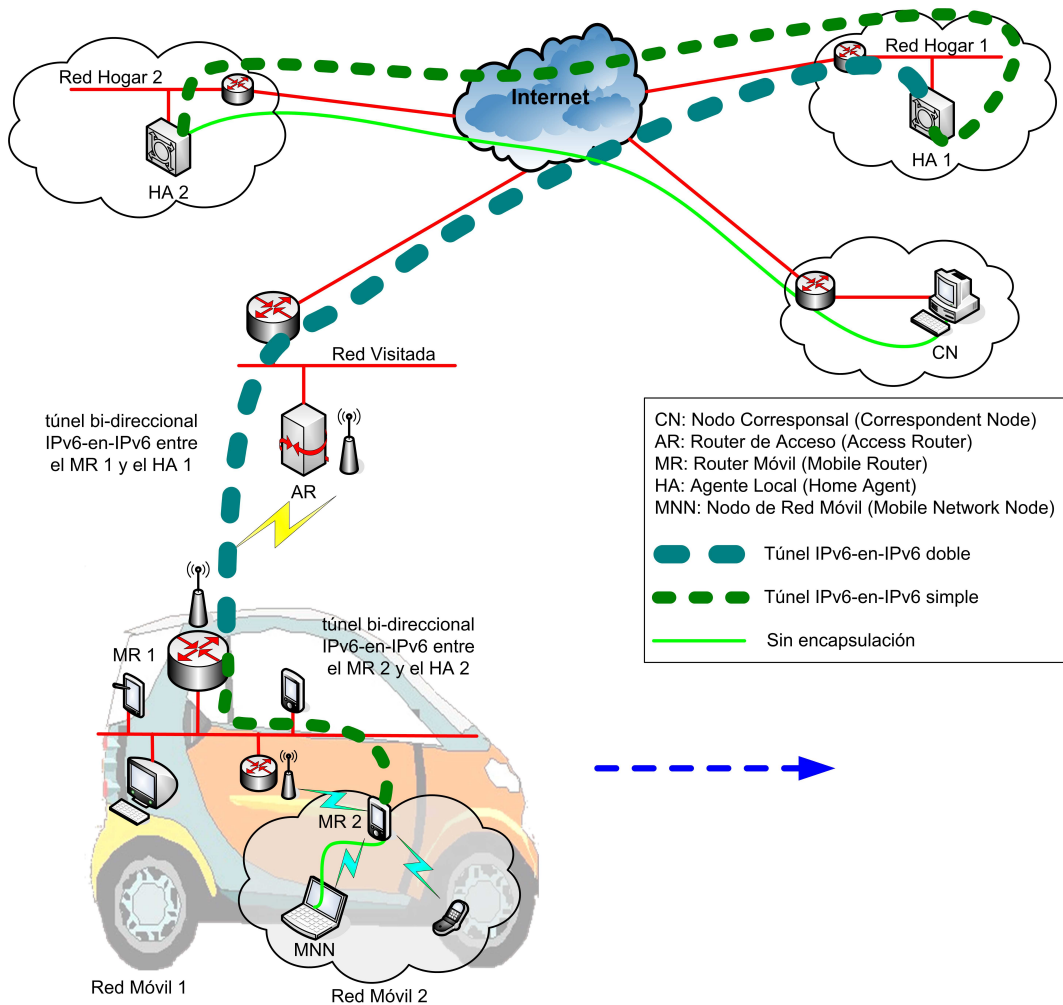 Red Hogar 2
HA 2
Internet
Red Hogar 1
HA 1
CN
Red Visitada
AR
túnel bi-direccional
IPv6-en-IPv6 entre
el MR 1 y el HA 1
CN: Nodo Corresponsal (Correspondent Node)
AR: Router de Acceso (Access Router)
MR: Router Móvil (Mobile Router)
HA: Agente Local (Home Agent)
MNN: Nodo de Red Móvil (Mobile Network Node)
Túnel IPv6-en-IPv6 doble
Túnel IPv6-en-IPv6 simple
Sin encapsulación
túnel bi-direccional
IPv6-en-IPv6 entre
el MR 2 y el HA 2
MR 1
MR 2
MNN
Red Móvil 1
Red Móvil 2